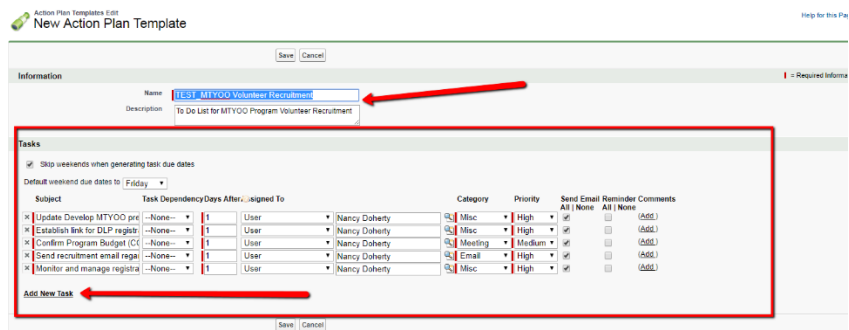 Action Plan Templates Edit
New Action Plan Template
Help for this Pag
Save Cancel
Information
= Required Informa
Name TEST_MTYOO Volunteer Recruitment
Description To Do List for MTYOO Program Volunteer Recruitment
Tasks
Skip weekends when generating task due dates
Default weekend due dates to Friday
Subject Task Dependency Days After Assigned To Category Priority Send Email Reminder Comments
All | None All | None
Update Develop MTYOO pre --None-- 1 User Nancy Doherty Misc High (Add )
Establish link for DLP registr --None-- 1 User Nancy Doherty Misc High (Add )
Confirm Program Budget (CC --None-- 1 User Nancy Doherty Meeting Medium (Add )
Send recruitment email regar --None-- 1 User Nancy Doherty Email High (Add )
Monitor and manage registra --None-- 1 User Nancy Doherty Misc High (Add )
Add New Task
Save Cancel